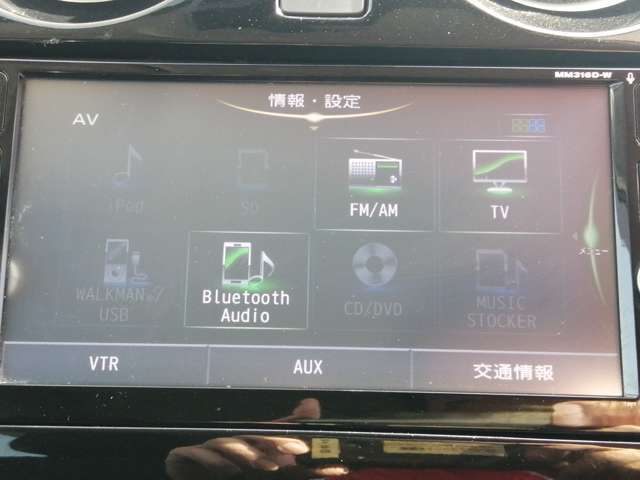 MM316D-W
情報・設定
AV
iPod
SD
FM/AM
TV
メニュー
WALKMAN®/
USB
Bluetooth
Audio
CD/DVD
MUSIC
STOCKER
VTR
AUX
交通情報